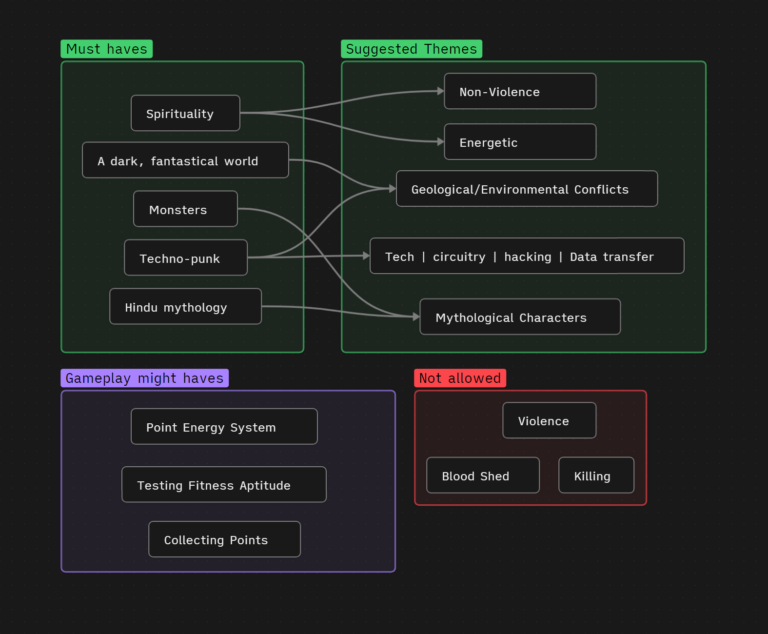 Must haves
Spirituality
A dark, fantastical world
Monsters
Techno-punk
Hindu mythology
Suggested Themes
Non-Violence
Energetic
Geological/Environmental Conflicts
Tech | circuitry | hacking | Data transfer
Mythological Characters
Gameplay might haves
Point Energy System
Testing Fitness Aptitude
Collecting Points
Not allowed
Violence
Blood Shed
Killing